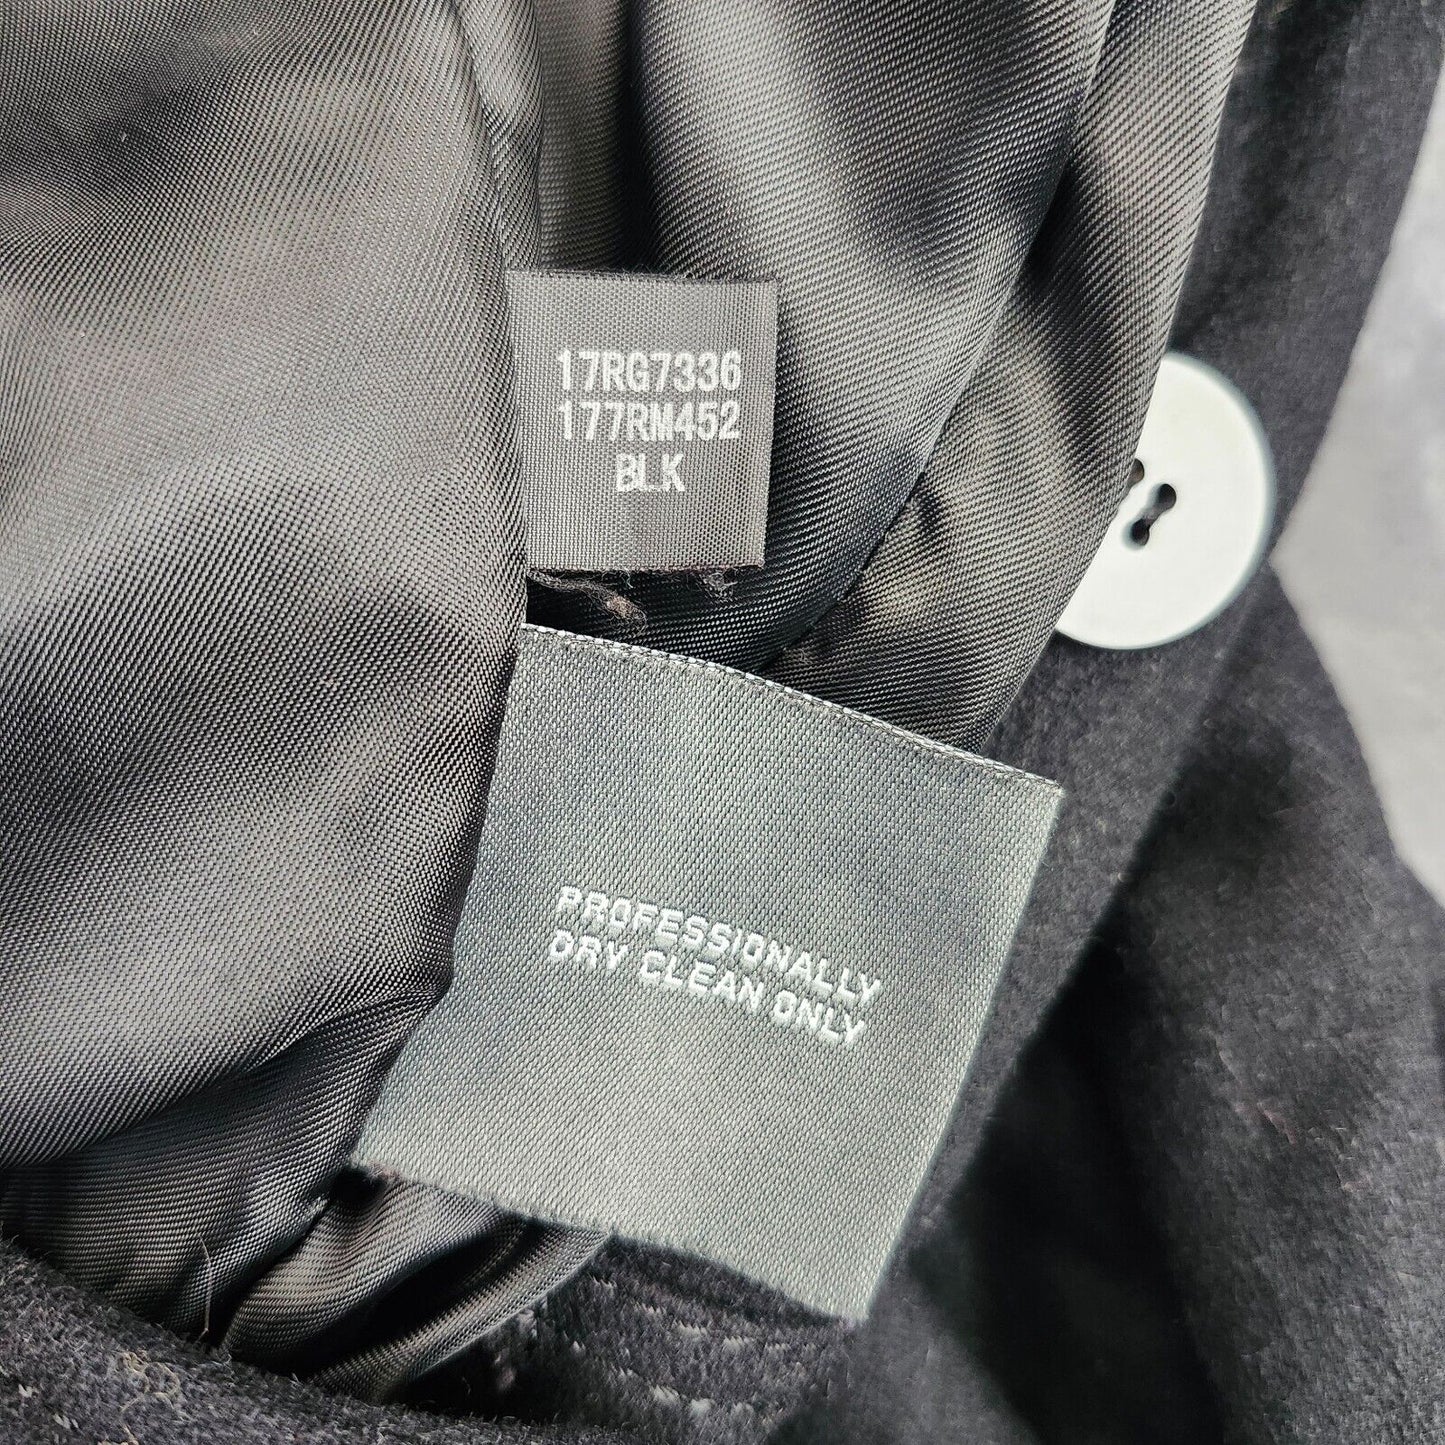 17RG7336
177RM452
BLK
PROFESSIONALLY
DRY CLEAN ONLY